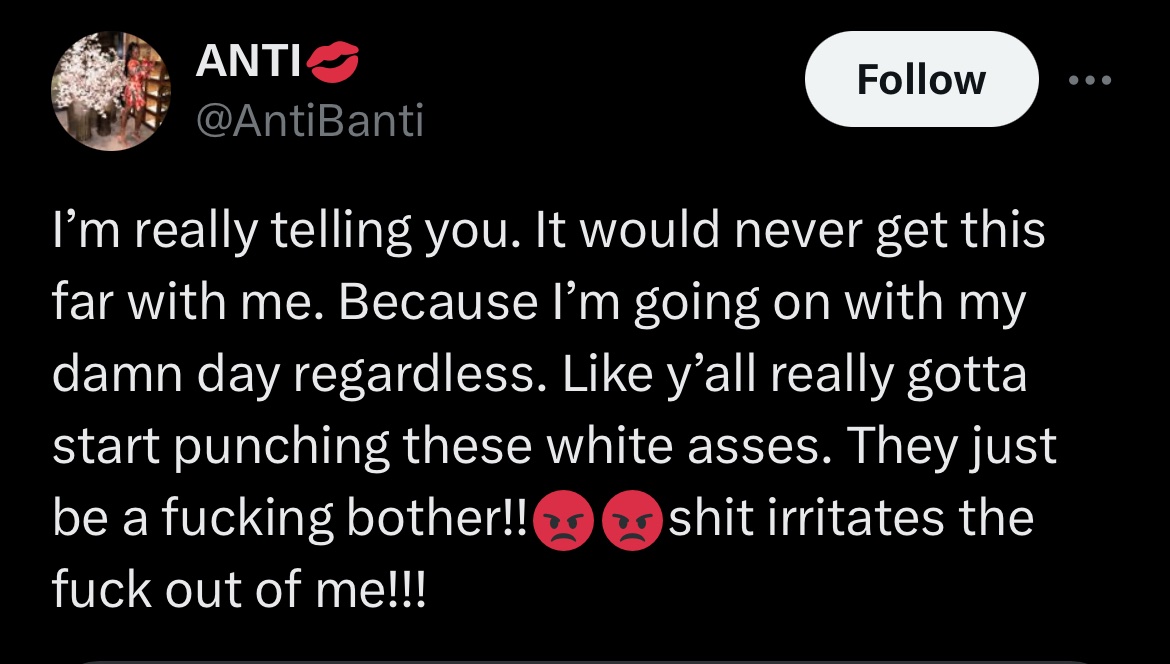 ANTI💋
@AntiBanti
Follow
I’m really telling you. It would never get this
far with me. Because I’m going on with my
damn day regardless. Like y’all really gotta
start punching these white asses. They just
be a fucking bother!!😡😡shit irritates the
fuck out of me!!!